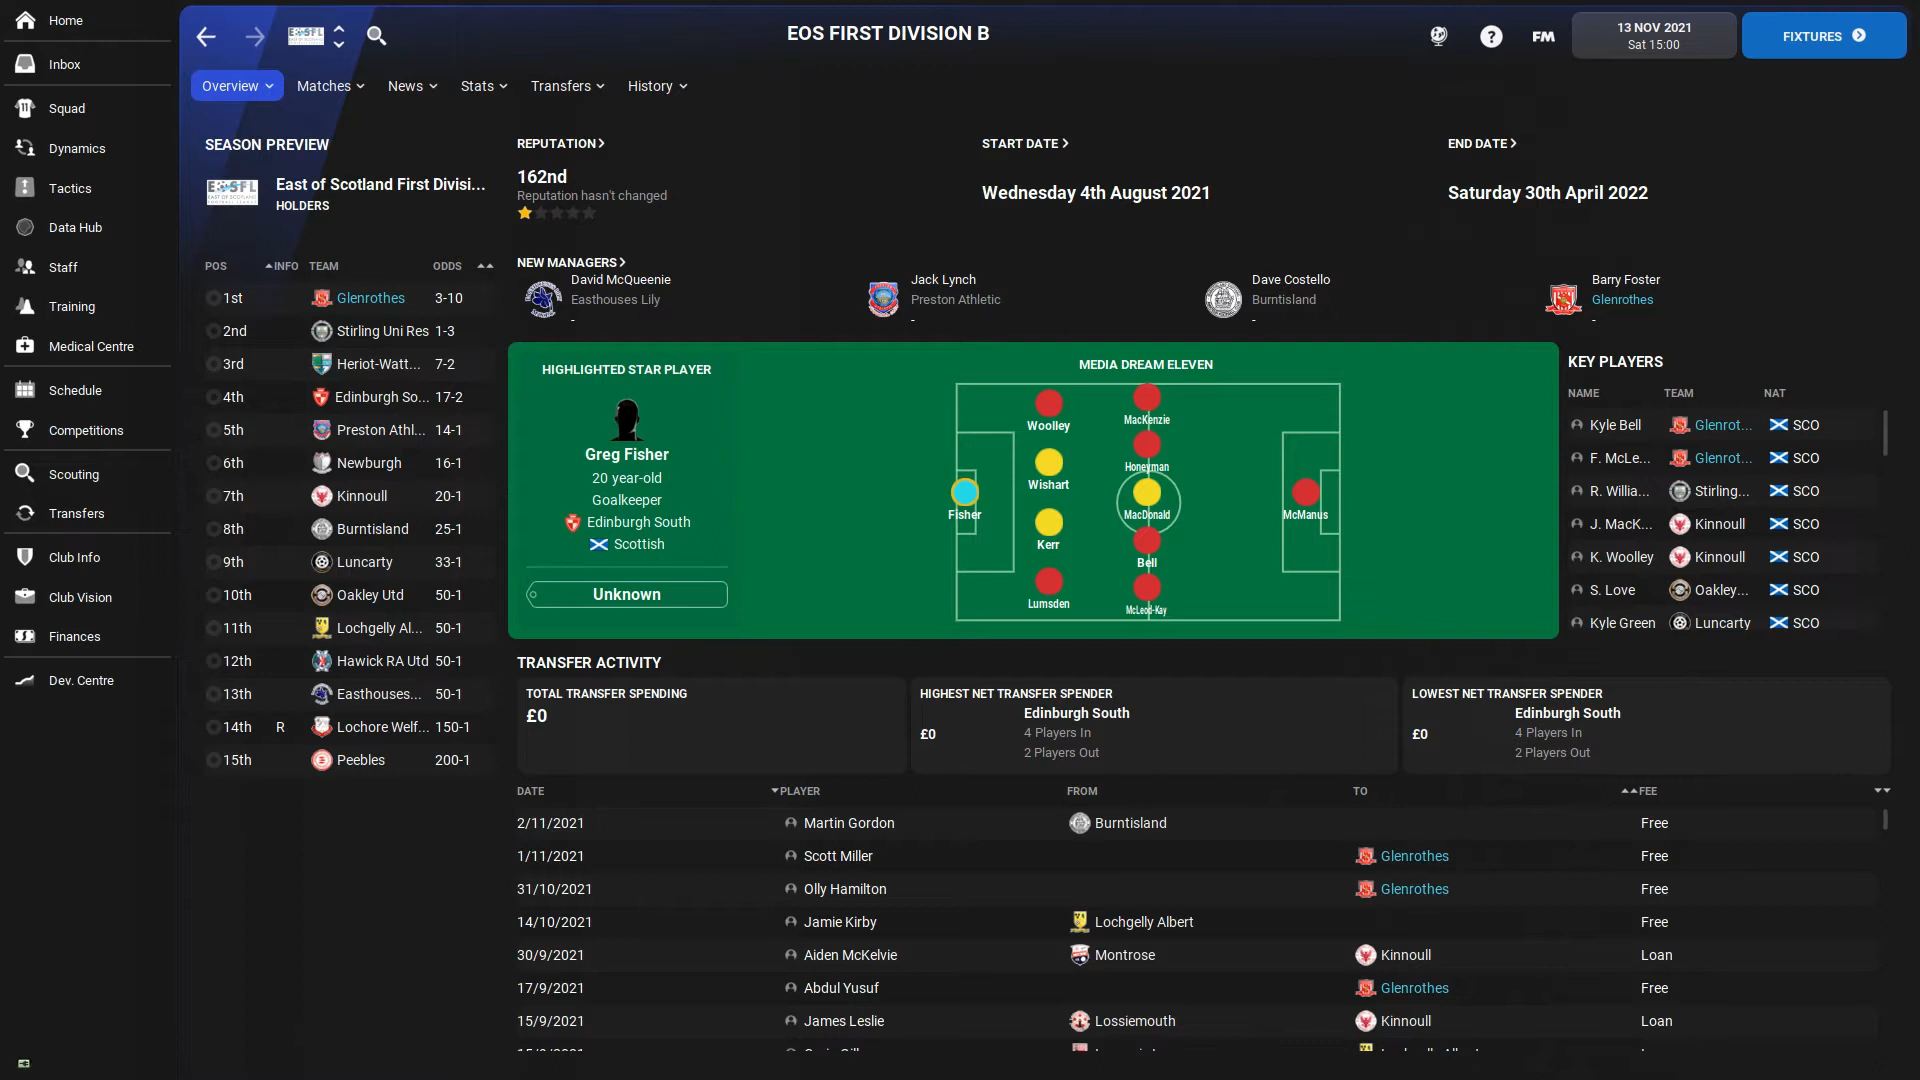 Home
Inbox
Squad
Dynamics
Tactics
Data Hub
Staff
Training
Medical Centre
Schedule
Competitions
Scouting
Transfers
Club Info
Club Vision
Finances
Dev. Centre
EOS FIRST DIVISION B
FM
13 NOV 2021
Sat 15:00
FIXTURES
Overview Matches News Stats Transfers History
SEASON PREVIEW
East of Scotland First Divisi...
HOLDERS
REPUTATION
162nd
Reputation hasn't changed
START DATE
Wednesday 4th August 2021
END DATE
Saturday 30th April 2022
POS INFO TEAM ODDS
1st Glenrothes 3-10
2nd Stirling Uni Res 1-3
3rd Heriot-Watt... 7-2
4th Edinburgh So... 17-2
5th Preston Athl... 14-1
6th Newburgh 16-1
7th Kinnoull 20-1
8th Burntisland 25-1
9th Luncarty 33-1
10th Oakley Utd 50-1
11th Lochgelly Al... 50-1
12th Hawick RA Utd 50-1
13th Easthouses... 50-1
14th R Lochore Welf... 150-1
15th Peebles 200-1
NEW MANAGERS
David McQueenie
Easthouses Lily
-
Jack Lynch
Preston Athletic
-
Dave Costello
Burntisland
-
Barry Foster
Glenrothes
-
HIGHLIGHTED STAR PLAYER
Greg Fisher
20 year-old
Goalkeeper
Edinburgh South
Scottish
Unknown
MEDIA DREAM ELEVEN
Fisher
Woolley
Wishart
Kerr
Lumsden
MacKenzie
Honeyman
MacDonald
Bell
McLeod-Kay
McManus
KEY PLAYERS
NAME TEAM NAT
Kyle Bell Glenrot... SCO
F. McLe... Glenrot... SCO
R. Willia... Stirling... SCO
J. MacK... Kinnoull SCO
K. Woolley Kinnoull SCO
S. Love Oakley... SCO
Kyle Green Luncarty SCO
TRANSFER ACTIVITY
TOTAL TRANSFER SPENDING
£0
HIGHEST NET TRANSFER SPENDER
£0
Edinburgh South
4 Players In
2 Players Out
LOWEST NET TRANSFER SPENDER
£0
Edinburgh South
4 Players In
2 Players Out
DATE PLAYER FROM TO FEE
2/11/2021 Martin Gordon Burntisland Free
1/11/2021 Scott Miller Glenrothes Free
31/10/2021 Olly Hamilton Glenrothes Free
14/10/2021 Jamie Kirby Lochgelly Albert Free
30/9/2021 Aiden McKelvie Montrose Kinnoull Loan
17/9/2021 Abdul Yusuf Glenrothes Free
15/9/2021 James Leslie Lossiemouth Kinnoull Loan